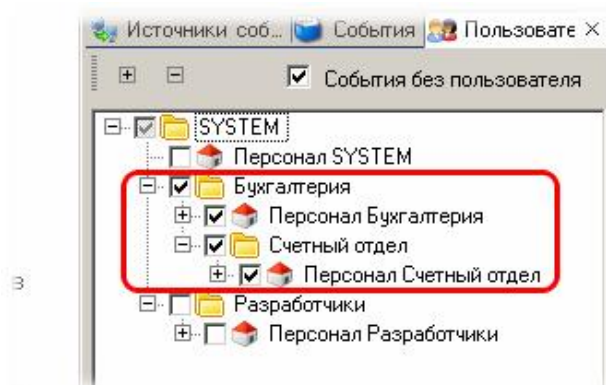 Источники соб... События Пользовате
События без пользователя
SYSTEM
Персонал SYSTEM
Бухгалтерия
Персонал Бухгалтерия
Счетный отдел
в Персонал Счетный отдел
Разработчики
Персонал Разработчики